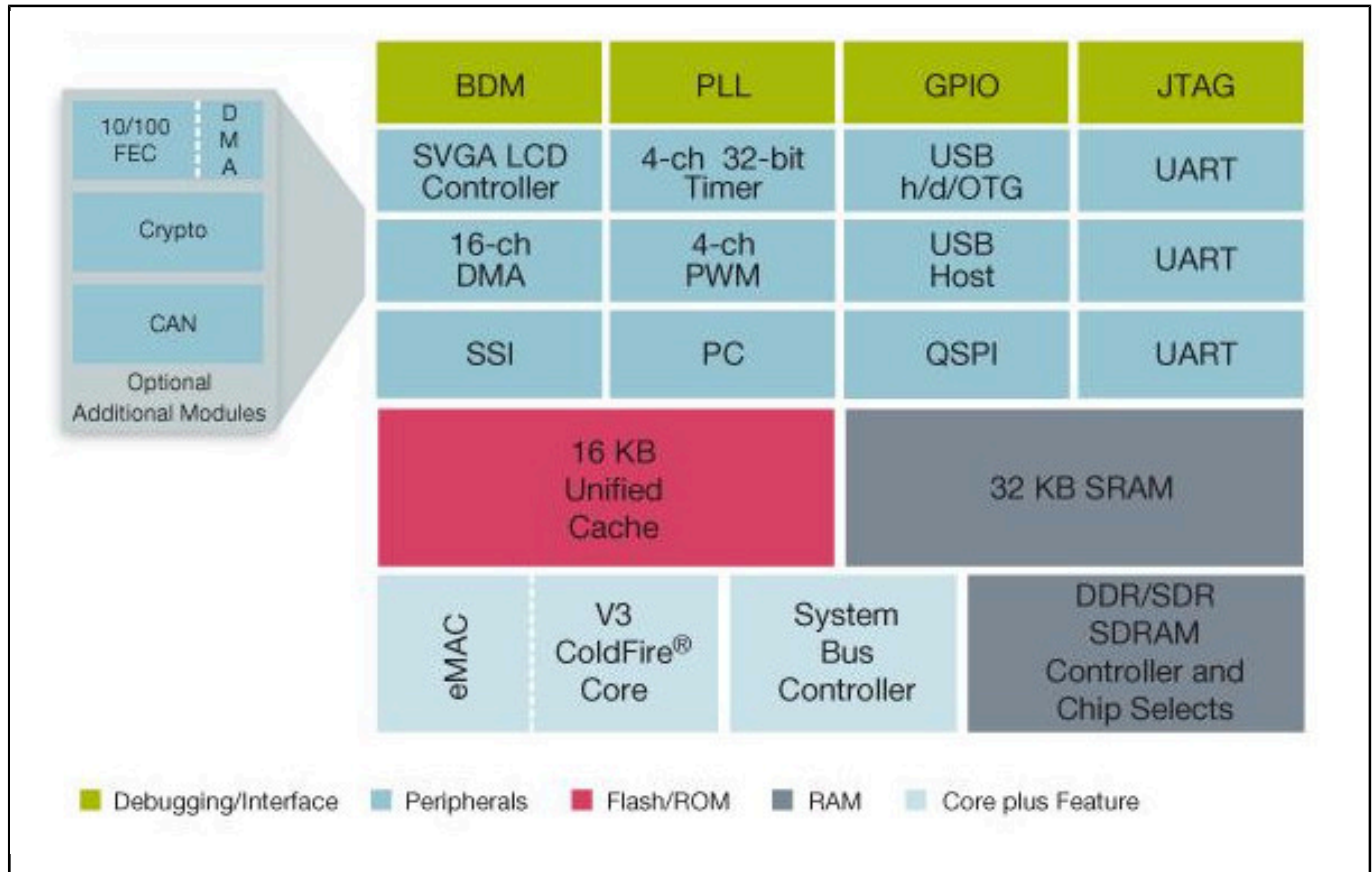 BDM
PLL
GPIO
JTAG
10/100
FEC
D
M
A
Crypto
CAN
Optional
Additional Modules
SVGA LCD
Controller
4-ch 32-bit
Timer
USB
h/d/OTG
UART
16-ch
DMA
4-ch
PWM
USB
Host
UART
SSI
PC
QSPI
UART
16 KB
Unified
Cache
32 KB SRAM
eMAC
V3
ColdFire®
Core
System
Bus
Controller
DDR/SDR
SDRAM
Controller and
Chip Selects
Debugging/Interface
Peripherals
Flash/ROM
RAM
Core plus Feature